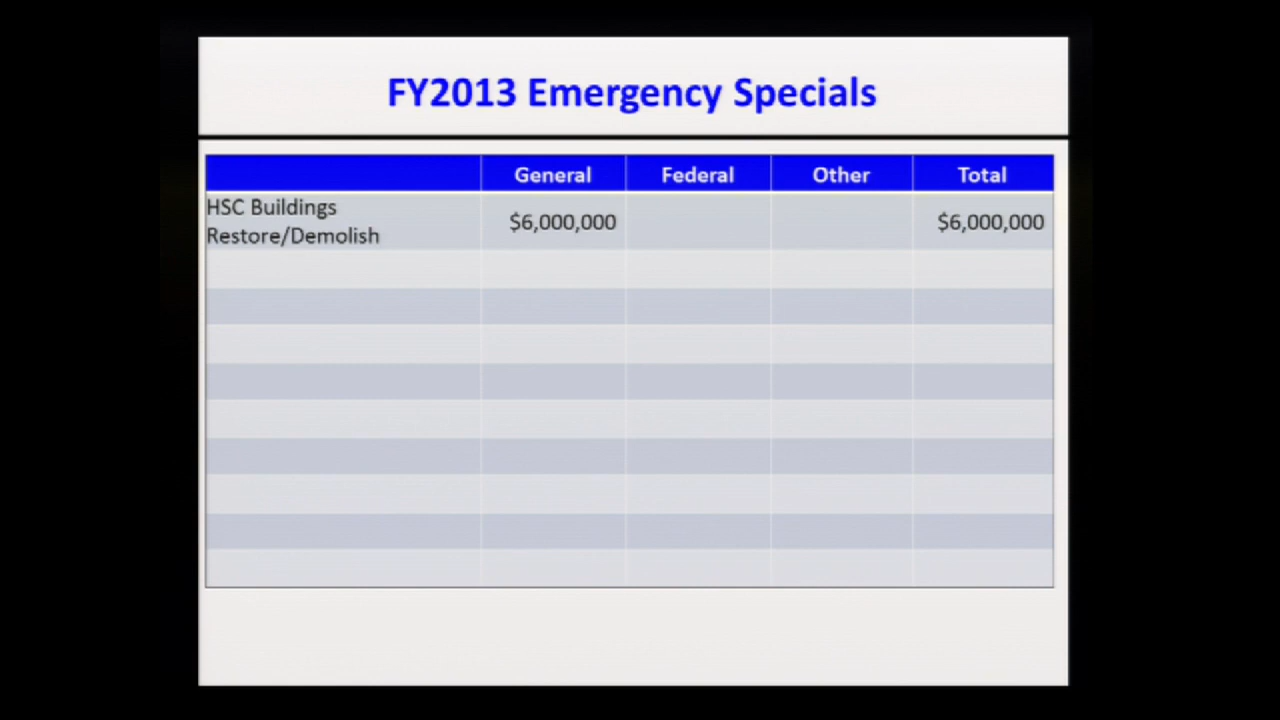 FY2013 Emergency Specials
General Federal Other Total
HSC Buildings
Restore/Demolish
$6,000,000 $6,000,000